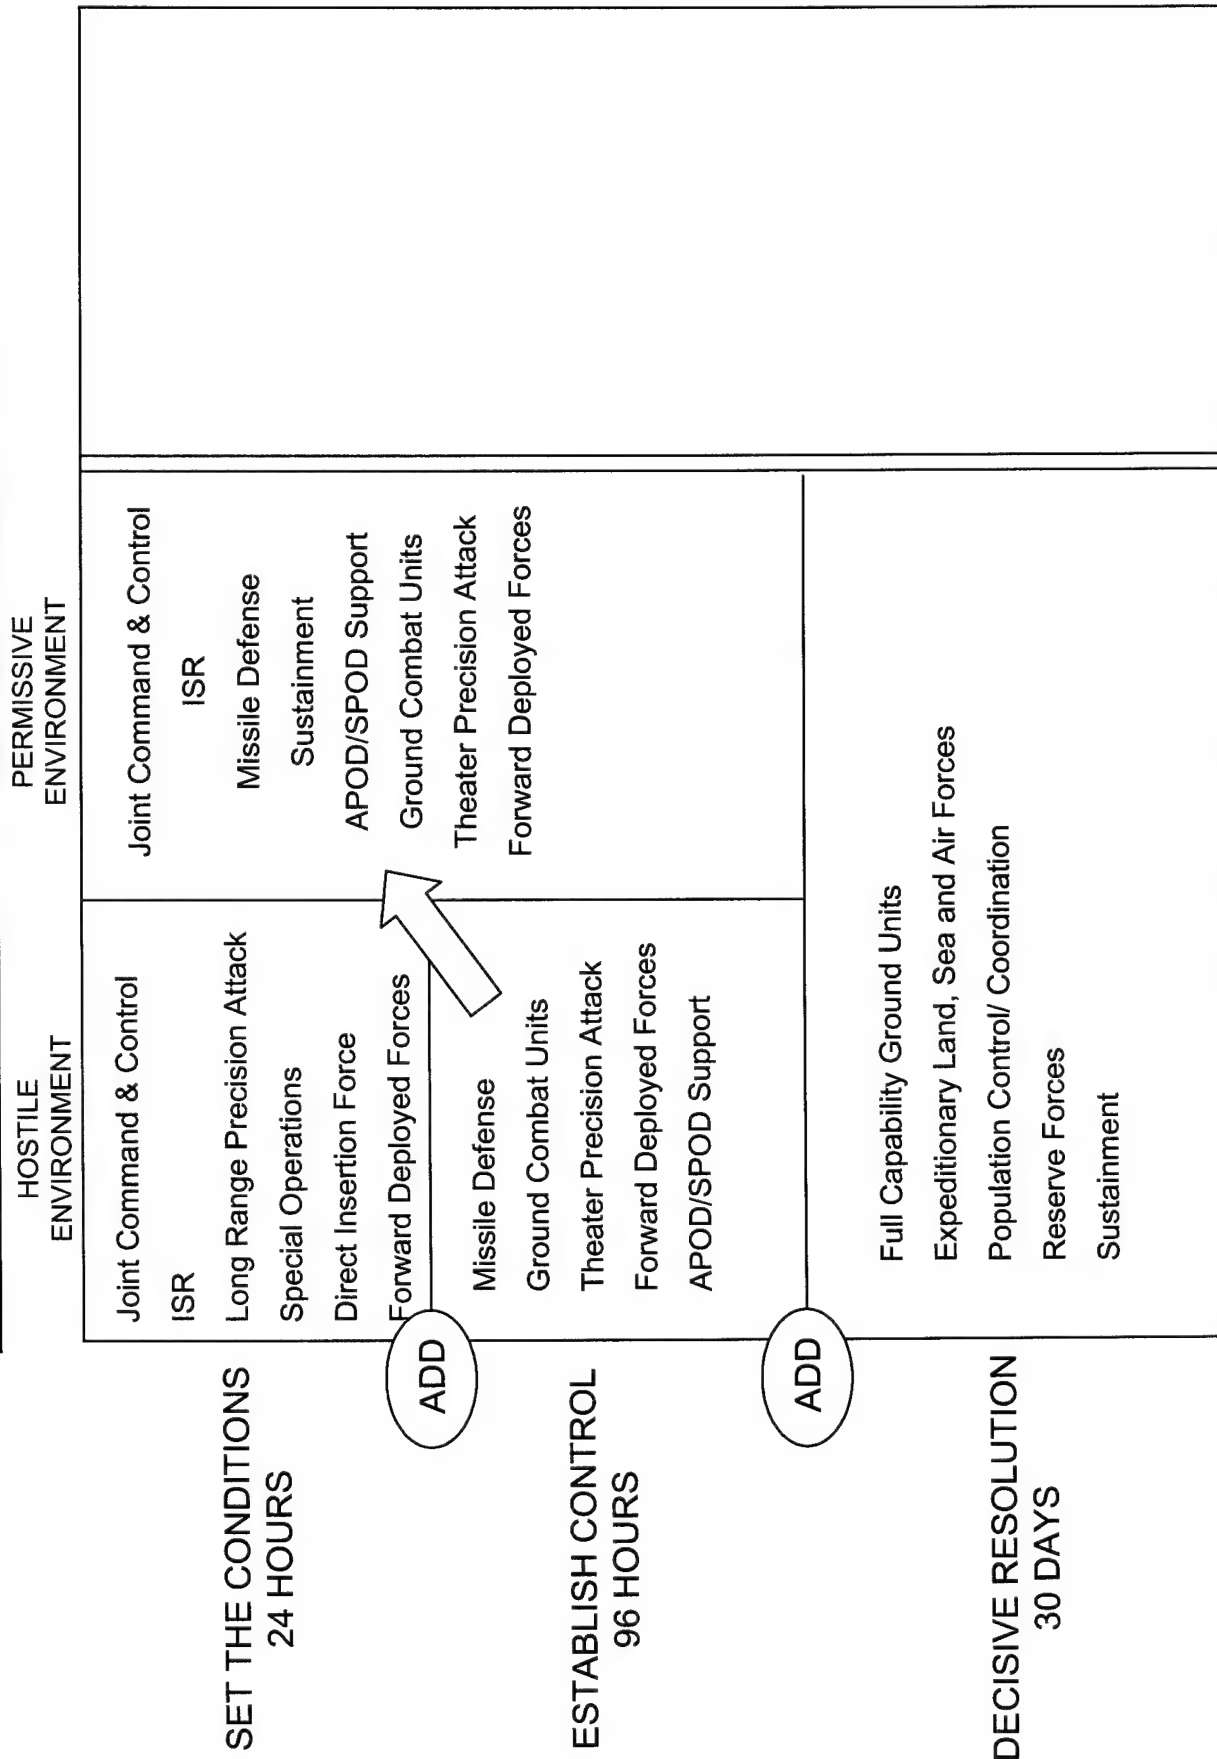 HOSTILE
ENVIRONMENT
PERMISSIVE
ENVIRONMENT
SET THE CONDITIONS
24 HOURS
Joint Command & Control
ISR
Long Range Precision Attack
Special Operations
Direct Insertion Force
Forward Deployed Forces
Joint Command & Control
ISR
Missile Defense
Sustainment
APOD/SPOD Support
Ground Combat Units
Theater Precision Attack
Forward Deployed Forces
ADD
ESTABLISH CONTROL
96 HOURS
Missile Defense
Ground Combat Units
Theater Precision Attack
Forward Deployed Forces
APOD/SPOD Support
ADD
DECISIVE RESOLUTION
30 DAYS
Full Capability Ground Units
Expeditionary Land, Sea and Air Forces
Population Control/ Coordination
Reserve Forces
Sustainment